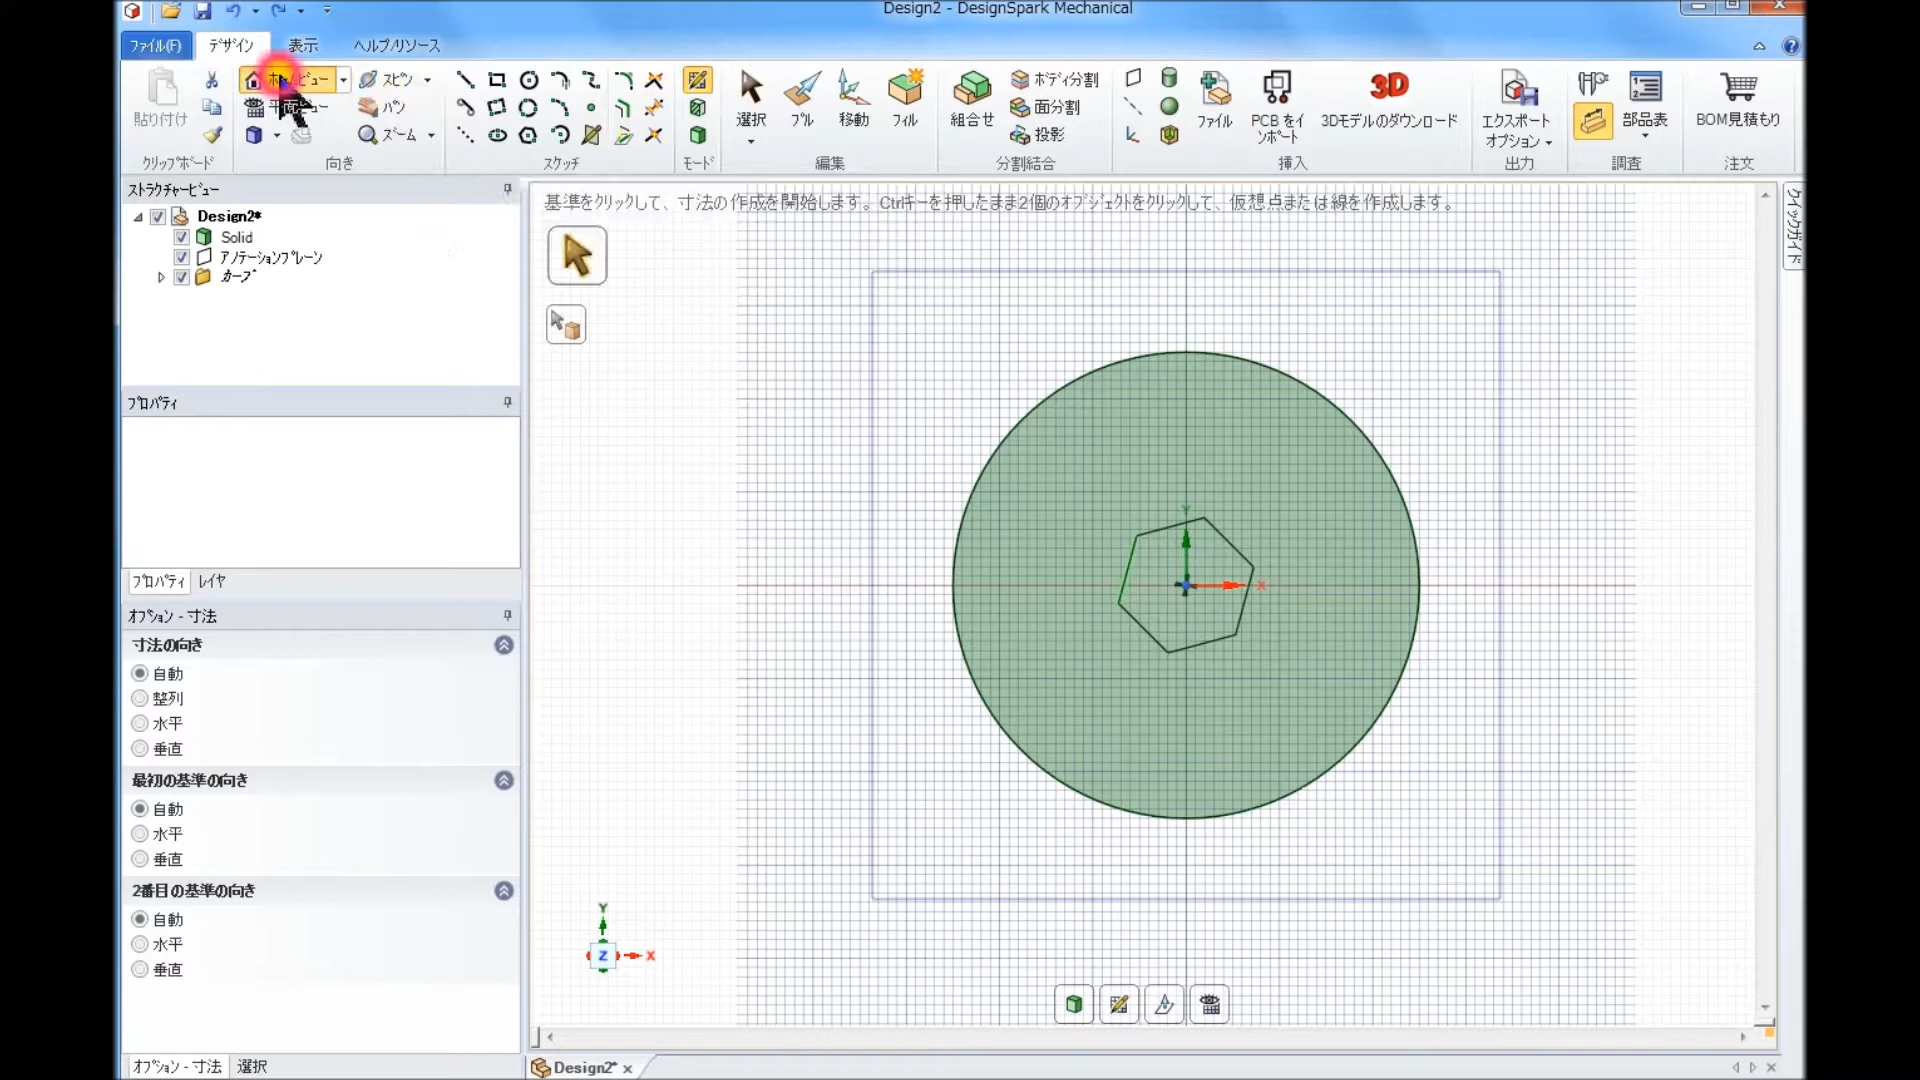 Design2 - DesignSpark Mechanical
ファイル(F) デザイン 表示 ヘルプ/リソース
貼り付け
クリップボード
スピン
平面ビュー パン
ズーム
向き
スケッチ
モード
選択 プル 移動 フィル
編集
組合せ ボディ分割
面分割
投影
分割結合
ファイル PCB をイ
ンポート
3Dモデルのダウンロード
3D
挿入
エクスポート
オプション
出力
部品表
調査
BOM見積もり
注文
ストラクチャービュー
Design2*
Solid
アノテーションプレーン
カーブ
プロパティ
プロパティ レイヤ
オプション - 寸法
寸法の向き
自動
整列
水平
垂直
最初の基準の向き
自動
水平
垂直
2番目の基準の向き
自動
水平
垂直
オプション - 寸法 選択
基準をクリックして、寸法の作成を開始します。Ctrlキーを押したまま2個のオブジェクトをクリックして、仮想点または線を作成します。
Y
X
Y
Z X
Design2*
クイックガイド